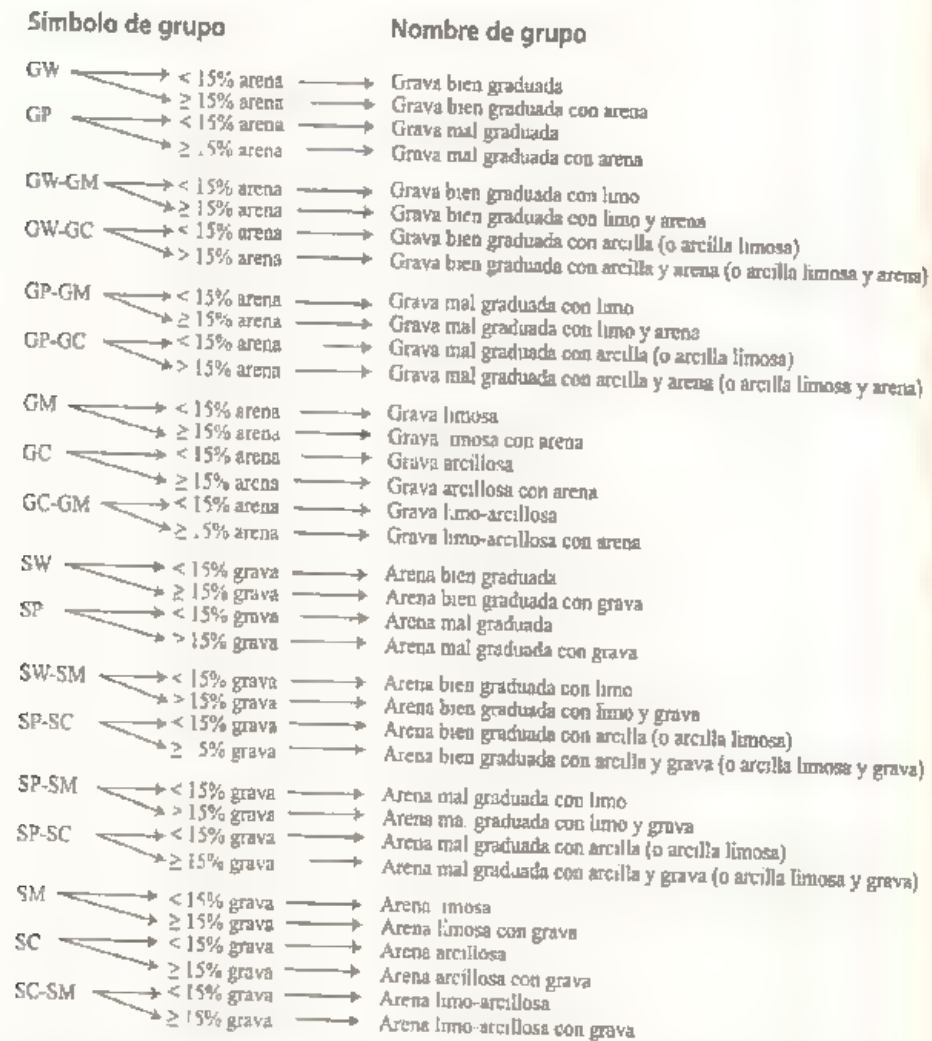 Símbolo de grupo Nombre de grupo
GW < 15% arena Grava bien graduada
≥ 15% arena Grava bien graduada con arena
GP < 15% arena Grava mal graduada
≥ .5% arena Grava mal graduada con arena
GW-GM < 15% arena Grava bien graduada con limo
≥ 15% arena Grava bien graduada con limo y arena
GW-GC < 15% arena Grava bien graduada con arcilla (o arcilla limosa)
> 15% arena Grava bien graduada con arcilla y arena (o arcilla limosa y arena)
GP-GM < 15% arena Grava mal graduada con limo
≥ 15% arena Grava mal graduada con limo y arena
GP-GC < 15% arena Grava mal graduada con arcilla (o arcilla limosa)
> 15% arena Grava mal graduada con arcilla y arena (o arcilla limosa y arena)
GM < 15% arena Grava limosa
≥ 15% arena Grava imosa con arena
GC < 15% arena Grava arcillosa
≥ 15% arena Grava arcillosa con arena
GC-GM < 15% arena Grava limo-arcillosa
≥ .5% arena Grava limo-arcillosa con arena
SW < 15% grava Arena bien graduada
≥ 15% grava Arena bien graduada con grava
SP < 15% grava Arena mal graduada
> 15% grava Arena mal graduada con grava
SW-SM < 15% grava Arena bien graduada con limo
> 15% grava Arena bien graduada con limo y grava
SP-SC < 15% grava Arena bien graduada con arcilla (o arcilla limosa)
≥ 5% grava Arena bien graduada con arcilla y grava (o arcilla limosa y grava)
SP-SM < 15% grava Arena mal graduada con limo
> 15% grava Arena ma. graduada con limo y grava
SP-SC < 15% grava Arena mal graduada con arcilla (o arcilla limosa)
≥ 15% grava Arena mal graduada con arcilla y grava (o arcilla limosa y grava)
SM < 15% grava Arena imosa
≥ 15% grava Arena limosa con grava
SC < 15% grava Arena arcillosa
≥ 15% grava Arena arcillosa con grava
SC-SM < 15% grava Arena limo-arcillosa
≥ 15% grava Arena limo-arcillosa con grava